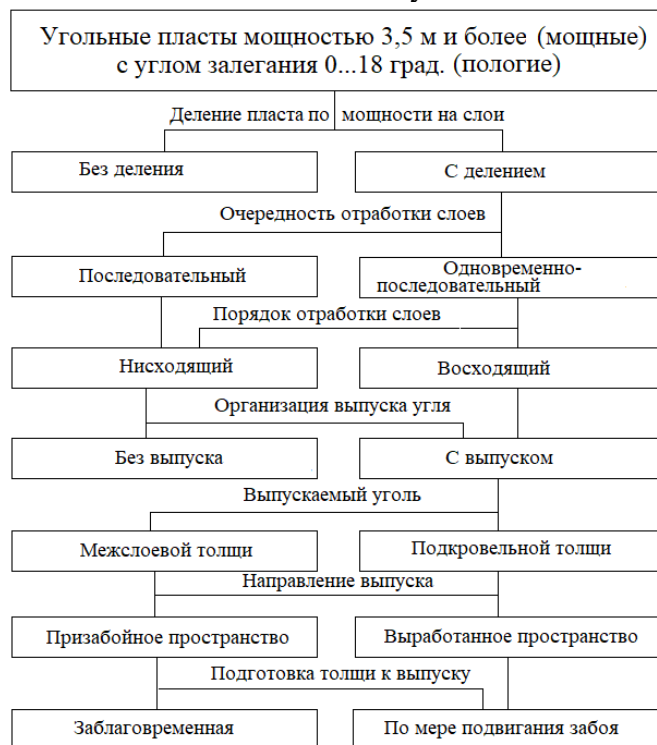 Угольные пласты мощностью 3,5 м и более (мощные)
с углом залегания 0...18 град. (пологие)
Деление пласта по мощности на слои
Без деления
С делением
Очередность отработки слоев
Последовательный
Одновременно-
последовательный
Порядок отработки слоев
Нисходящий
Восходящий
Организация выпуска угля
Без выпуска
С выпуском
Выпускаемый уголь
Межслоевой толщи
Подкровельной толщи
Направление выпуска
Призабойное пространство
Выработанное пространство
Подготовка толщи к выпуску
Заблаговременная
По мере подвигания забоя